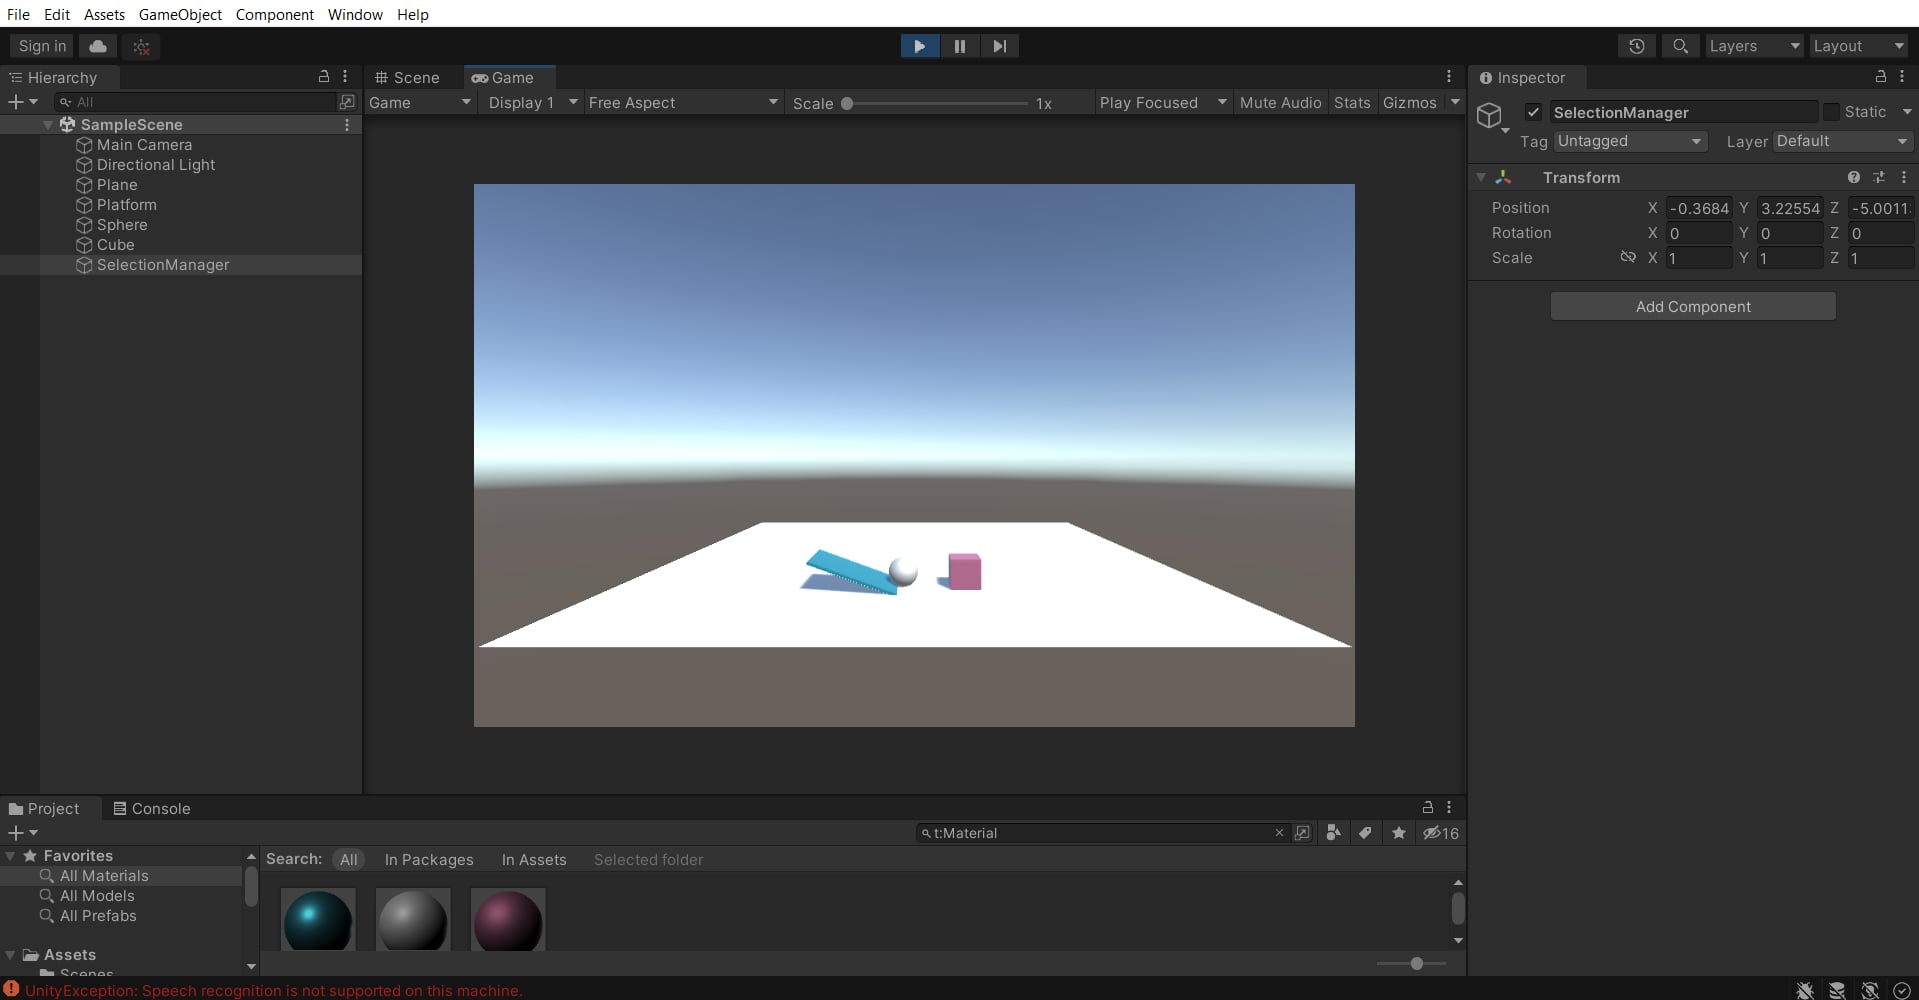 File Edit Assets GameObject Component Window Help
Sign in
Layers Layout
Hierarchy
All
SampleScene
Main Camera
Directional Light
Plane
Platform
Sphere
Cube
SelectionManager
Scene Game
Game Display 1 Free Aspect Scale 1x Play Focused Mute Audio Stats Gizmos
Inspector
SelectionManager Static
Tag Untagged Layer Default
Transform
Position X -0.3684 Y 3.22554 Z -5.0011
Rotation X 0 Y 0 Z 0
Scale X 1 Y 1 Z 1
Add Component
Project Console
t:Material 16
Favorites
All Materials
All Models
All Prefabs
Assets
Scenes
Search: All In Packages In Assets Selected folder
UnityException: Speech recognition is not supported on this machine.